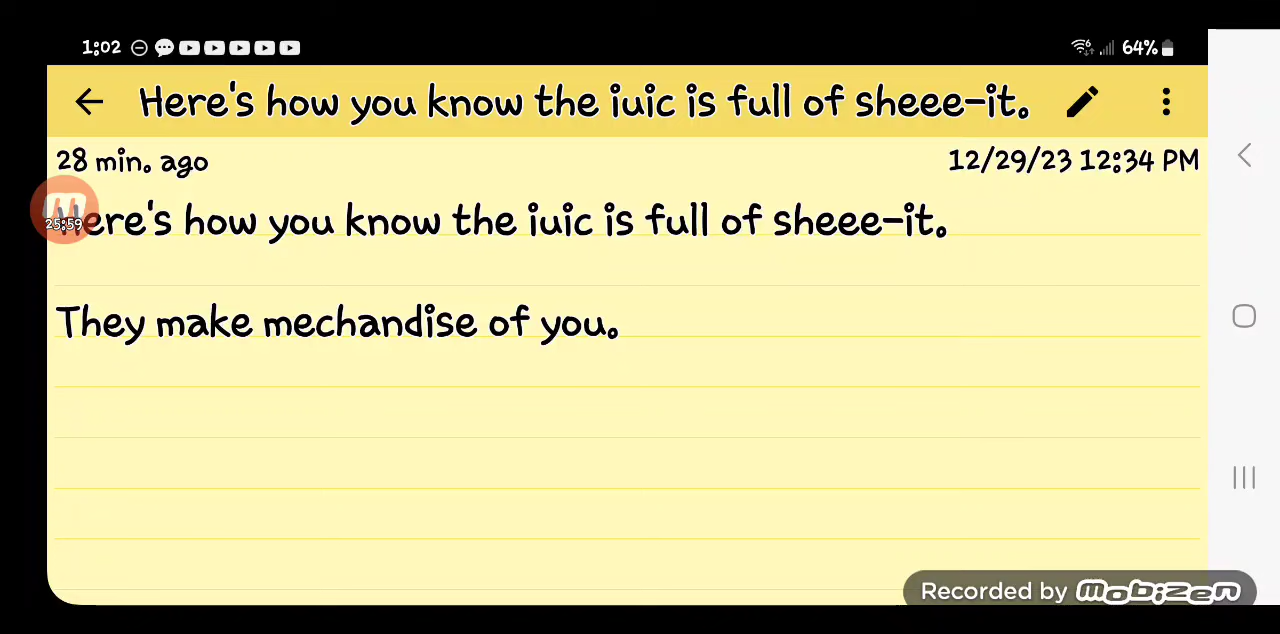 1:02 64%
Here's how you know the iuic is full of sheee-it.
28 min. ago 12/29/23 12:34 PM
25:59
Here's how you know the iuic is full of sheee-it.
They make mechandise of you.
Recorded by mobizen